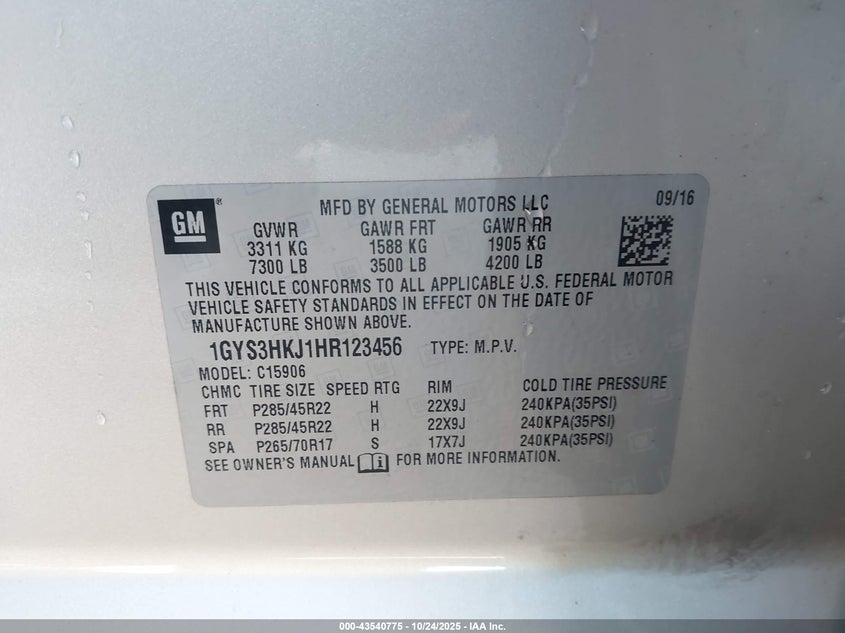 GM
MFD BY GENERAL MOTORS LLC
09/16
GVWR GAWR FRT GAWR RR
3311 KG 1588 KG 1905 KG
7300 LB 3500 LB 4200 LB
THIS VEHICLE CONFORMS TO ALL APPLICABLE U.S. FEDERAL MOTOR
VEHICLE SAFETY STANDARDS IN EFFECT ON THE DATE OF
MANUFACTURE SHOWN ABOVE.
1GYS3HKJ1HR123456 TYPE: M.P.V.
MODEL: C15906
CHMC TIRE SIZE SPEED RTG RIM COLD TIRE PRESSURE
FRT P285/45R22 H 22X9J 240KPA(35PSI)
RR P285/45R22 H 22X9J 240KPA(35PSI)
SPA P265/70R17 S 17X7J 240KPA(35PSI)
SEE OWNER'S MANUAL FOR MORE INFORMATION.
000-43540775 - 10/24/2025 - IAA Inc.